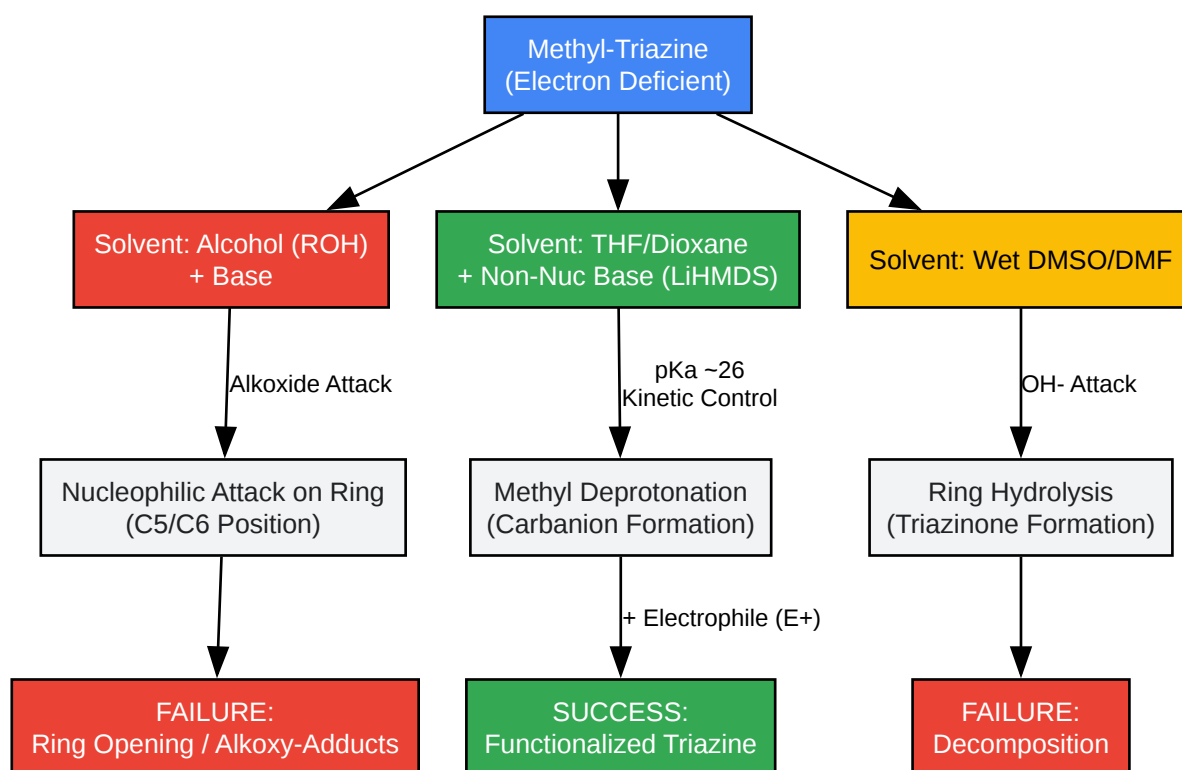 Methyl-Triazine
(Electron Deficient)
Solvent: Alcohol (ROH)
+ Base
Solvent: THF/Dioxane
+ Non-Nuc Base (LiHMDS)
Solvent: Wet DMSO/DMF
Alkoxide Attack
pKa ~26
Kinetic Control
OH- Attack
Nucleophilic Attack on Ring
(C5/C6 Position)
Methyl Deprotonation
(Carbanion Formation)
Ring Hydrolysis
(Triazinone Formation)
+ Electrophile (E+)
FAILURE:
Ring Opening / Alkoxy-Adducts
SUCCESS:
Functionalized Triazine
FAILURE:
Decomposition